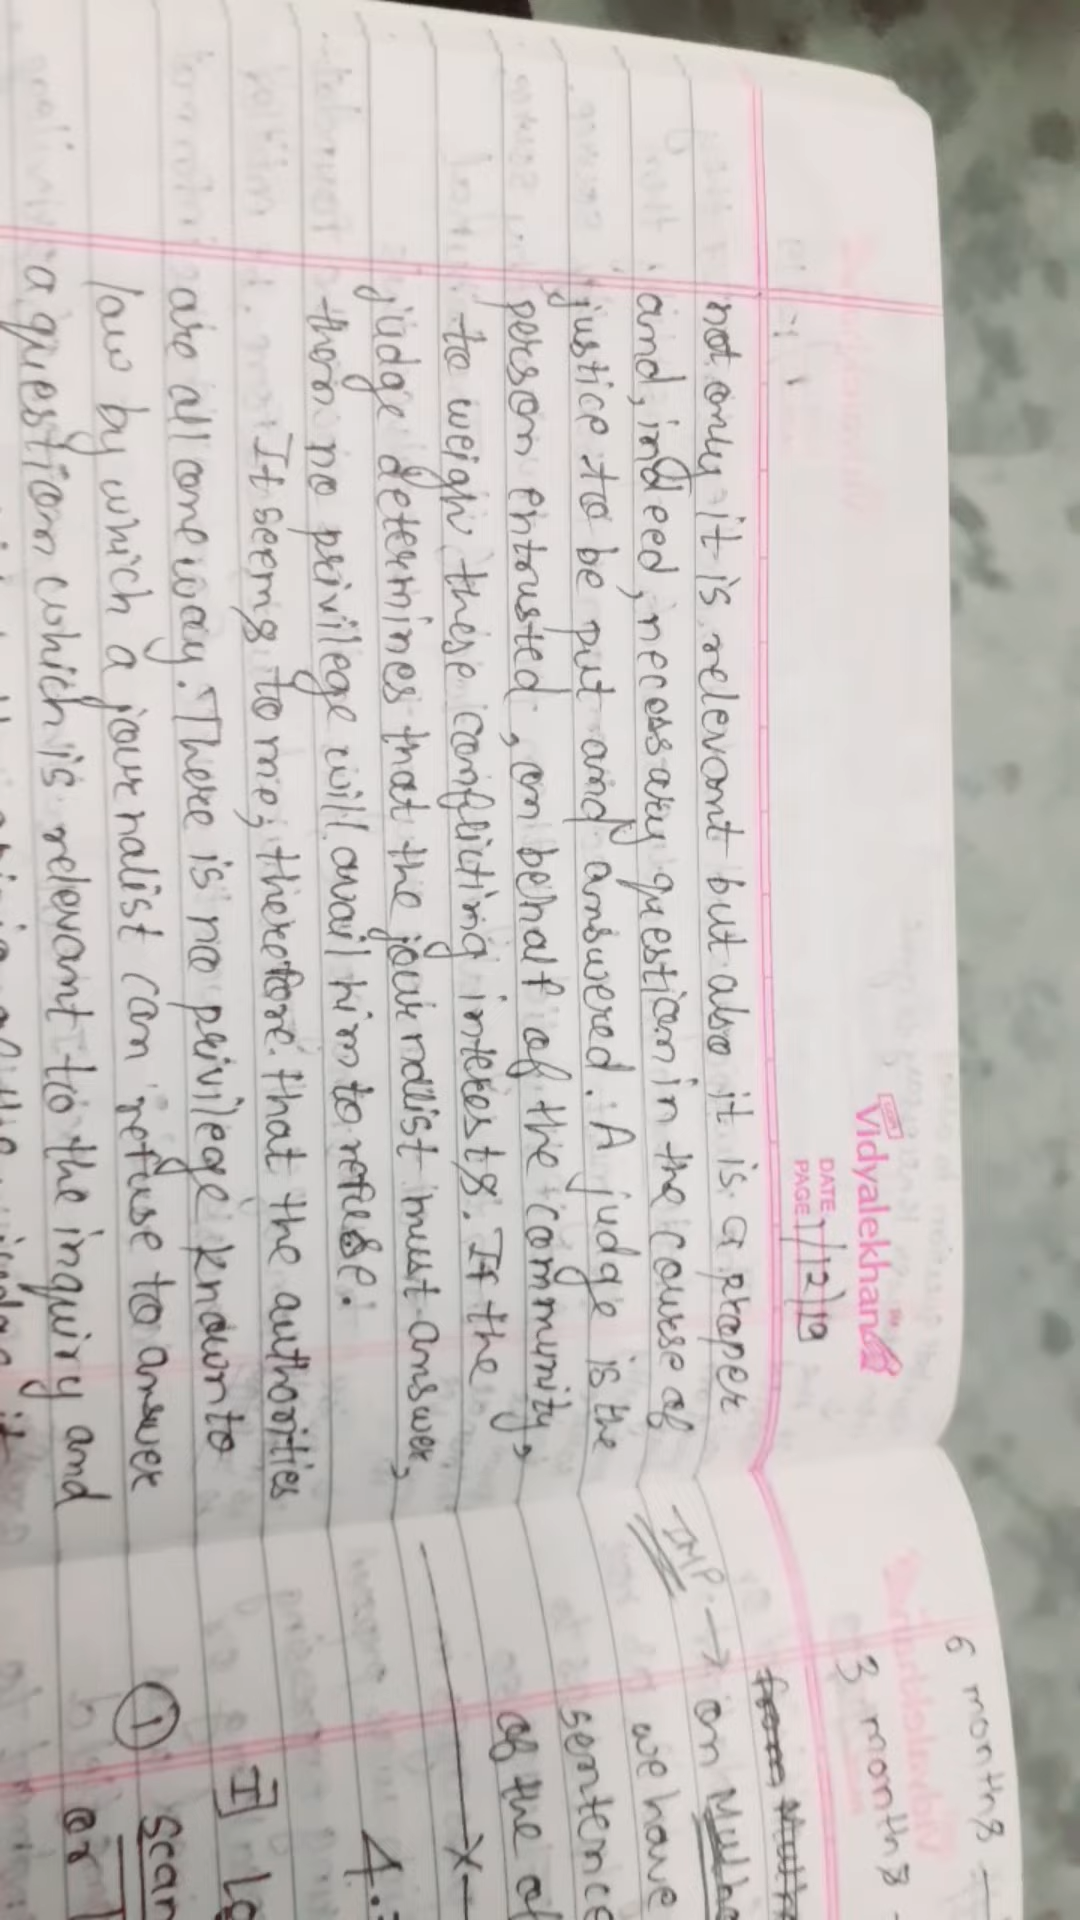 Vidyalekhan
DATE 1/12/19
PAGE
not only it is relevant but also it is a proper
and, indeed, necessary question in the course of
justice to be put and answered. A judge is the
person entrusted, on behalf of the community,
to weigh these conflicting interests. If the
judge determines that the journalist must answer,
then no privilege will avail him to refuse.
It seems to me, therefore that the authorities
are all one way. There is no privilege known to
law by which a journalist can refuse to answer
a question which is relevant to the inquiry and
6 months
3 months
IMP → on
we have
sentence
of the
x
4.
I]
① scan
or